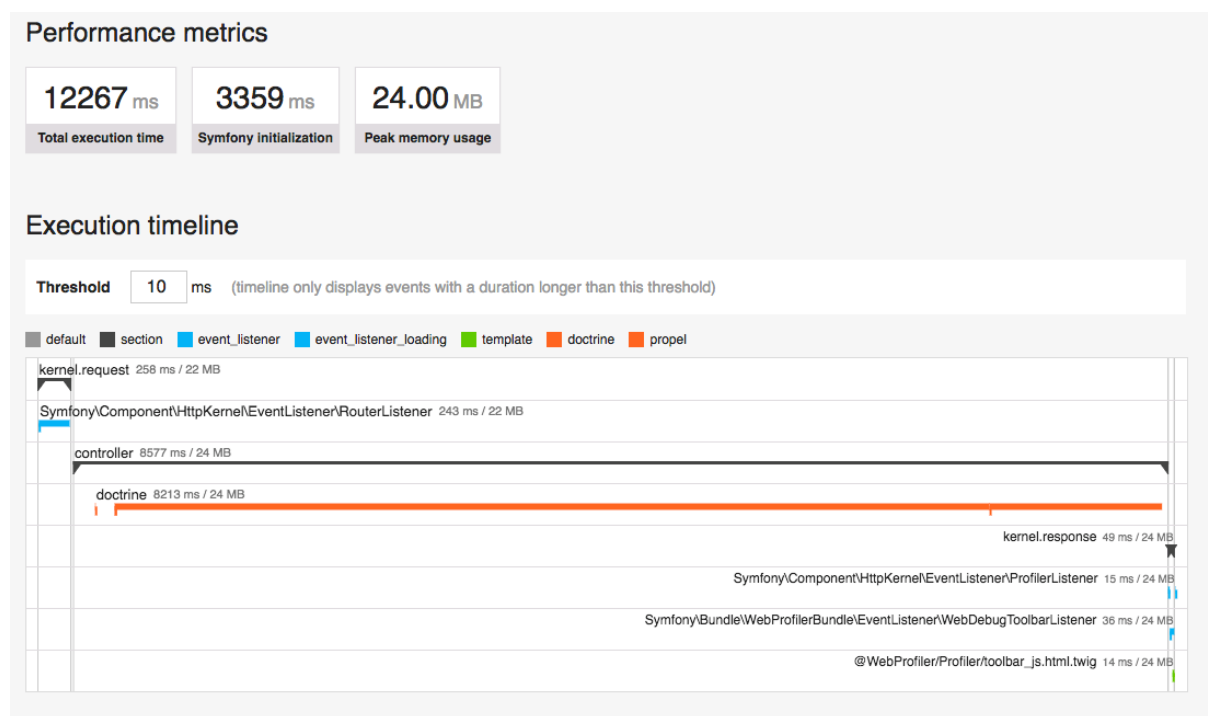 Performance metrics
12267 ms
3359 ms
24.00 MB
Total execution time
Symfony initialization
Peak memory usage
Execution timeline
Threshold 10 ms (timeline only displays events with a duration longer than this threshold)
default section event_listener event_listener_loading template doctrine propel
kernel.request 258 ms / 22 MB
Symfony\Component\HttpKernel\EventListener\RouterListener 243 ms / 22 MB
controller 8577 ms / 24 MB
doctrine 8213 ms / 24 MB
kernel.response 49 ms / 24 MB
Symfony\Component\HttpKernel\EventListener\ProfilerListener 15 ms / 24 MB
Symfony\Bundle\WebProfilerBundle\EventListener\WebDebugToolbarListener 36 ms / 24 MB
@WebProfiler/Profiler/toolbar_js.html.twig 14 ms / 24 MB